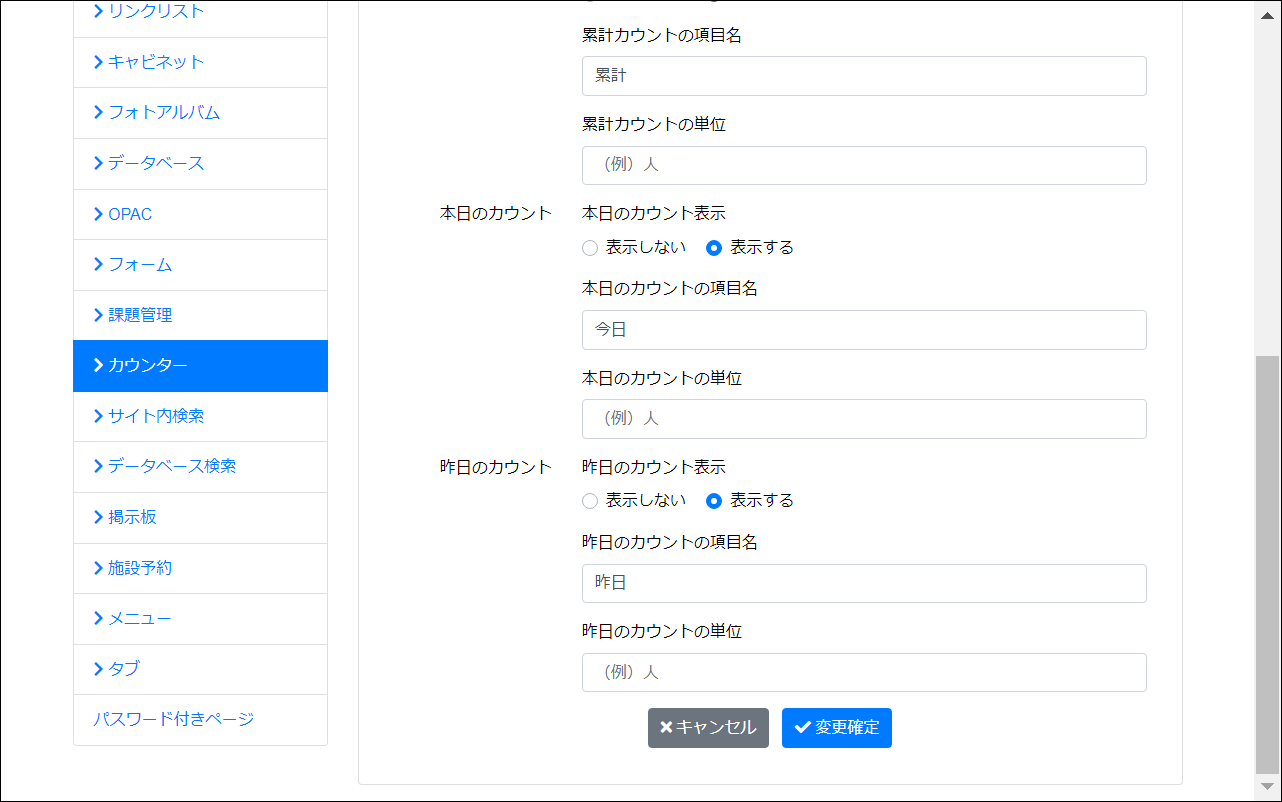 リンクリスト
キャビネット
フォトアルバム
データベース
OPAC
フォーム
課題管理
カウンター
サイト内検索
データベース検索
掲示板
施設予約
メニュー
タブ
パスワード付きページ
累計カウントの項目名
累計
累計カウントの単位
（例）人
本日のカウント
本日のカウント表示
表示しない 表示する
本日のカウントの項目名
今日
本日のカウントの単位
（例）人
昨日のカウント
昨日のカウント表示
表示しない 表示する
昨日のカウントの項目名
昨日
昨日のカウントの単位
（例）人
キャンセル 変更確定